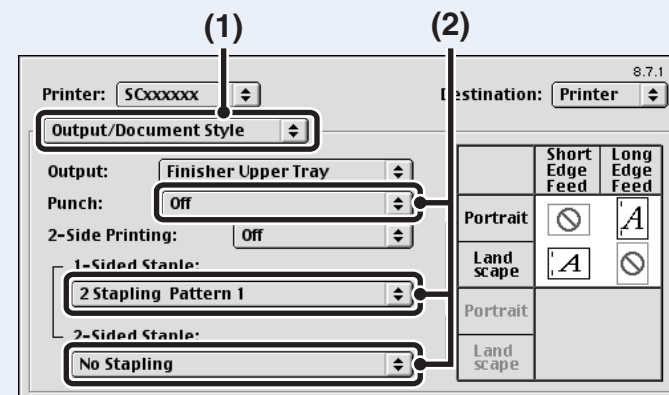 (1) (2)
8.7.1
Printer: SCxxxxxx Destination: Printer
Output/Document Style
Output: Finisher Upper Tray
Punch: Off
2-Side Printing: Off
1-Sided Staple:
2 Stapling Pattern 1
2-Sided Staple:
No Stapling
Short Edge Feed
Long Edge Feed
Portrait A
Land scape A
Portrait
Land scape